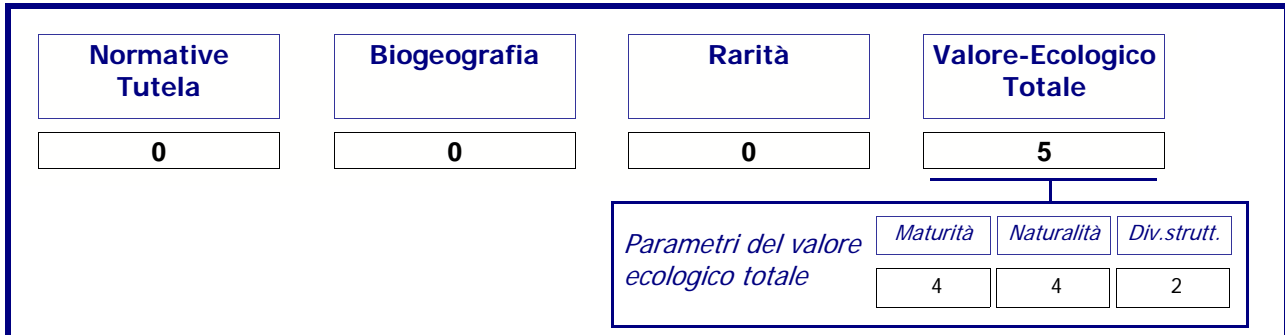 Normative
Tutela
Biogeografia
Rarità
Valore-Ecologico
Totale
0
0
0
5
Parametri del valore
ecologico totale
Maturità
Naturalità
Div.strutt.
4
4
2